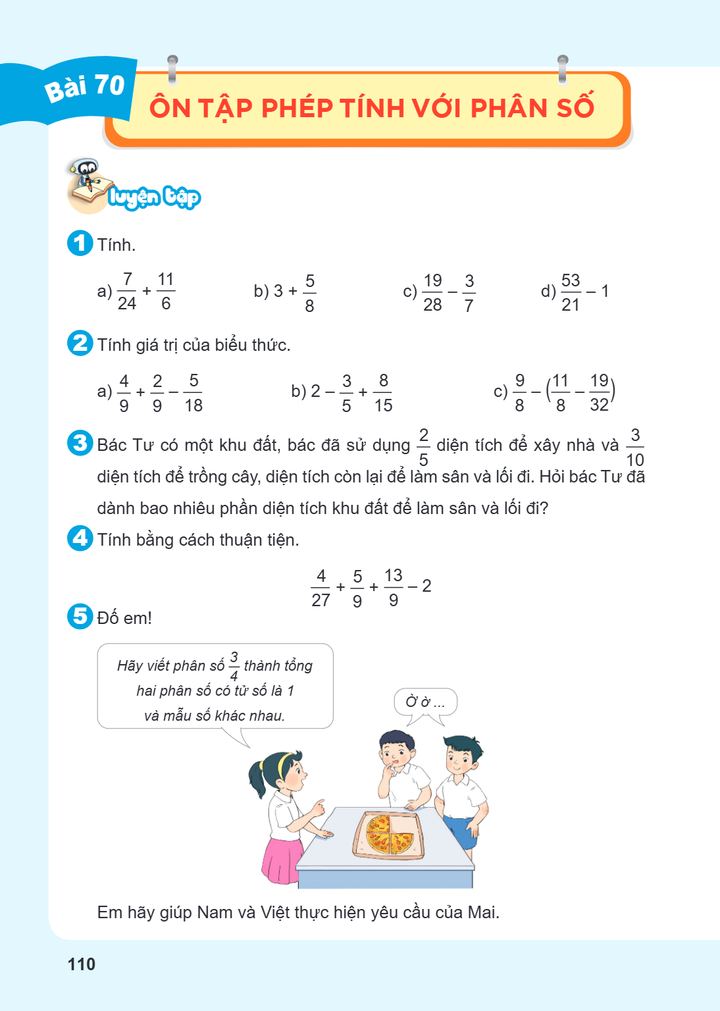 Bài 70
ÔN TẬP PHÉP TÍNH VỚI PHÂN SỐ
luyện tập
1 Tính.
a) 7/24 + 11/6 b) 3 + 5/8 c) 19/28 – 3/7 d) 53/21 – 1
2 Tính giá trị của biểu thức.
a) 4/9 + 2/9 – 5/18 b) 2 – 3/5 + 8/15 c) 9/8 – (11/8 – 19/32)
3 Bác Tư có một khu đất, bác đã sử dụng 2/5 diện tích để xây nhà và 3/10
diện tích để trồng cây, diện tích còn lại để làm sân và lối đi. Hỏi bác Tư đã
dành bao nhiêu phần diện tích khu đất để làm sân và lối đi?
4 Tính bằng cách thuận tiện.
4/27 + 5/9 + 13/9 – 2
5 Đố em!
Hãy viết phân số 3/4 thành tổng
hai phân số có tử số là 1
và mẫu số khác nhau.
Ờ ờ ...
Em hãy giúp Nam và Việt thực hiện yêu cầu của Mai.
110